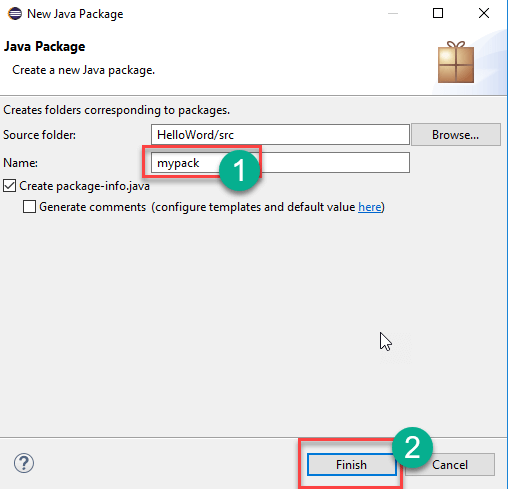 New Java Package
Java Package
Create a new Java package.
Creates folders corresponding to packages.
Source folder: HelloWord/src Browse...
Name: mypack 1
Create package-info.java
Generate comments (configure templates and default value here)
2
? Finish Cancel